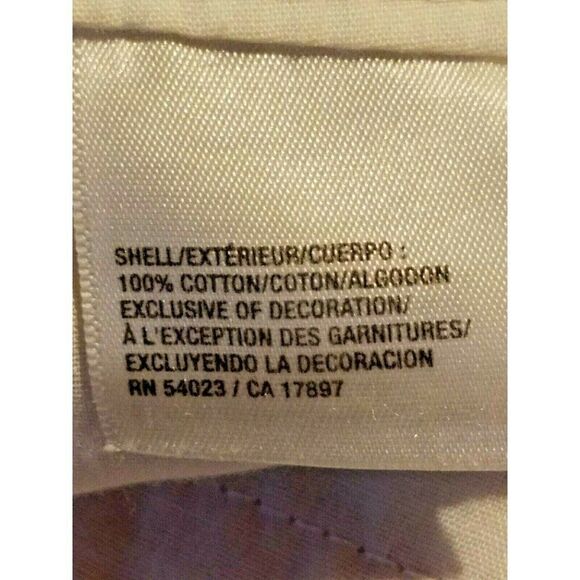 SHELL/EXTÉRIEUR/CUERPO :
100% COTTON/COTON/ALGODON
EXCLUSIVE OF DECORATION/
À L'EXCEPTION DES GARNITURES/
EXCLUYENDO LA DECORACION
RN 54023 / CA 17897